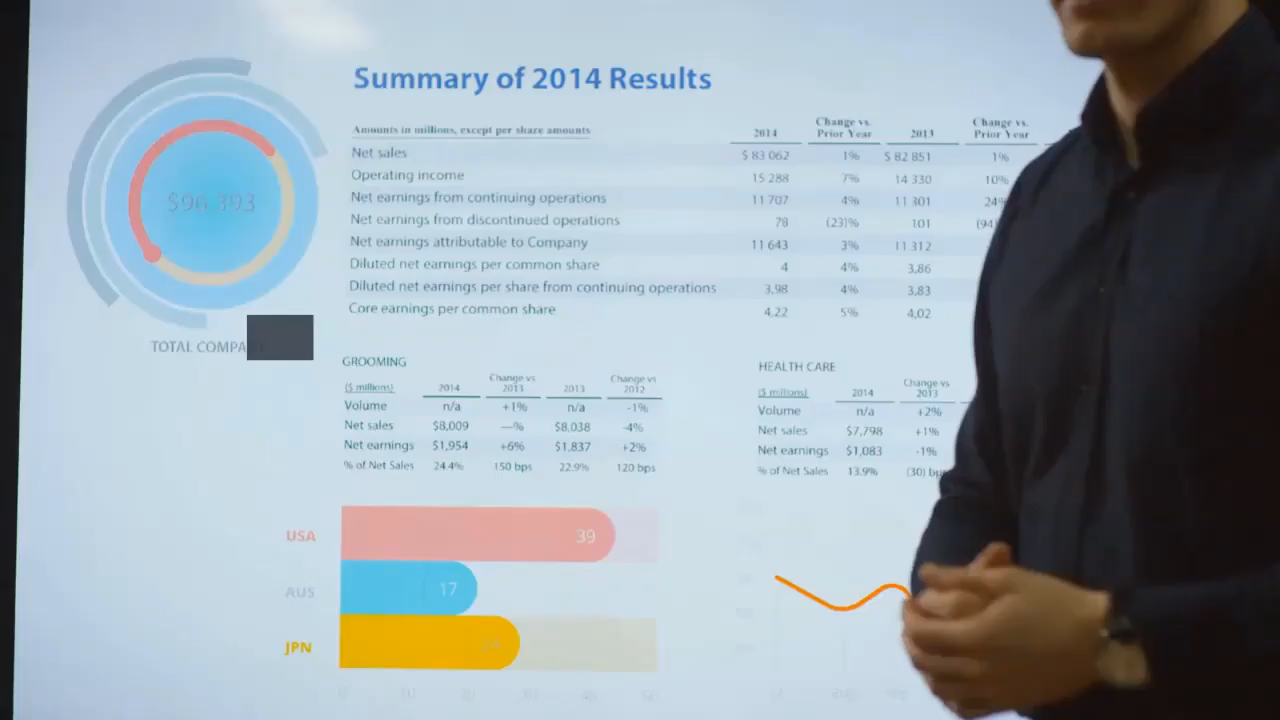 Summary of 2014 Results
Amounts in millions, except per share amounts 2014 Change vs. Prior Year 2013 Change vs. Prior Year
Net sales $ 83 062 1% $ 82 851 1%
Operating income 15 288 7% 14 330 10%
Net earnings from continuing operations 11 707 4% 11 301 24%
Net earnings from discontinued operations 78 (23)% 101 (94)
Net earnings attributable to Company 11 643 3% 11 312
Diluted net earnings per common share 4 4% 3,86
Diluted net earnings per share from continuing operations 3,98 4% 3,83
Core earnings per common share 4,22 5% 4,02
TOTAL
GROOMING
($ millions) 2014 Change vs 2013 2013 Change vs 2012
Volume n/a +1% n/a -1%
Net sales $8,009 —% $8,038 -4%
Net earnings $1,954 +6% $1,837 +2%
% of Net Sales 24.4% 150 bps 22.9% 120 bps
HEALTH CARE
($ millions) 2014 Change vs 2013
Volume n/a +2%
Net sales $7,798 +1%
Net earnings $1,083 -1%
% of Net Sales 13.9% (30)
USA 39
AUS 17
JPN